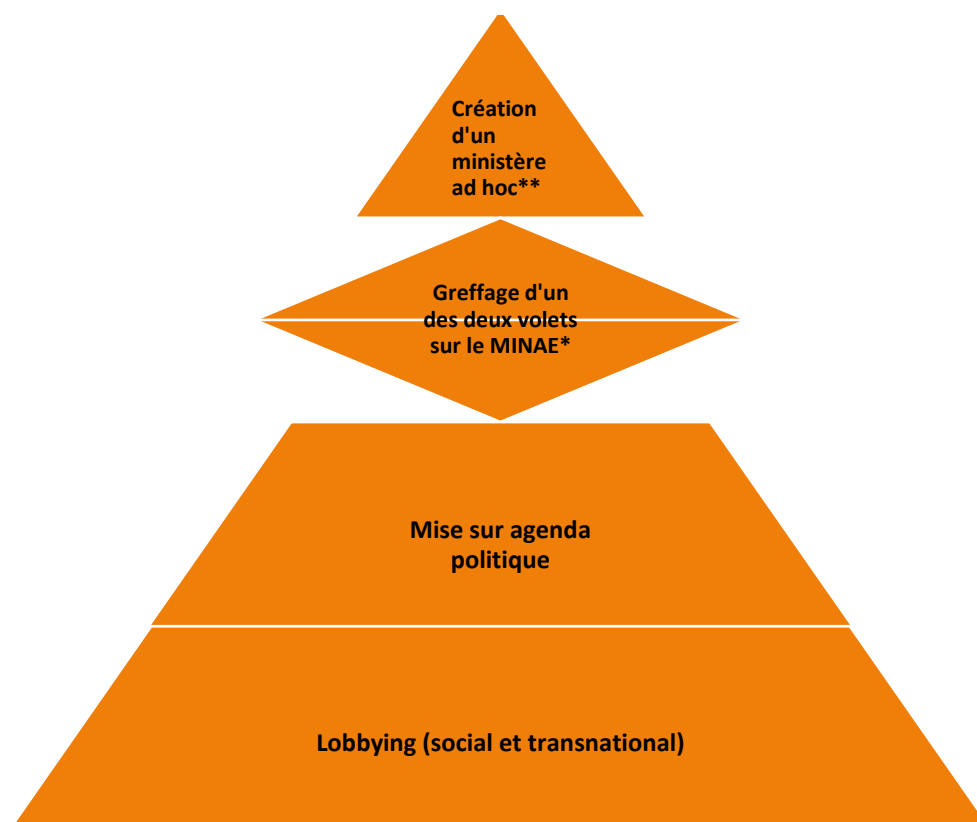 Création
d'un
ministère
ad hoc**
Greffage d'un
des deux volets
sur le MINAE*
Mise sur agenda
politique
Lobbying (social et transnational)